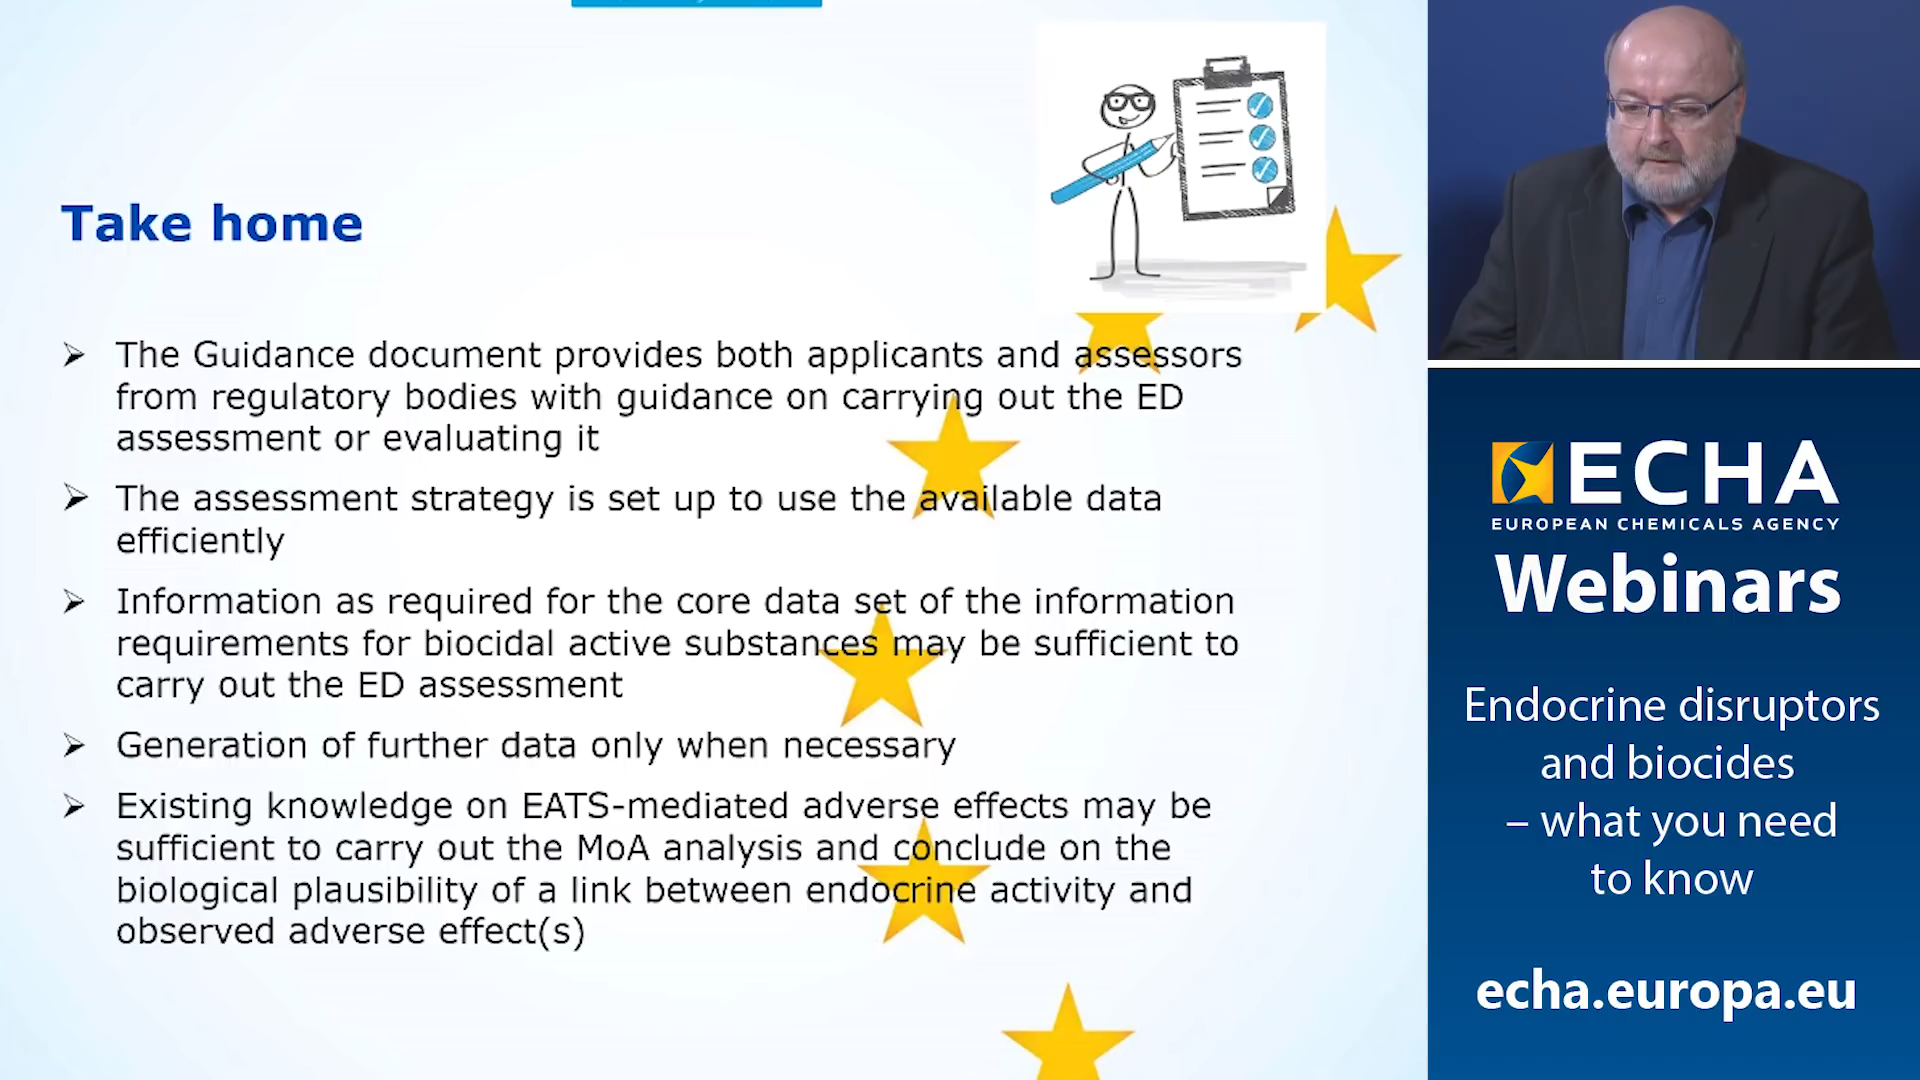 Take home
The Guidance document provides both applicants and assessors
from regulatory bodies with guidance on carrying out the ED
assessment or evaluating it
The assessment strategy is set up to use the available data
efficiently
Information as required for the core data set of the information
requirements for biocidal active substances may be sufficient to
carry out the ED assessment
Generation of further data only when necessary
Existing knowledge on EATS-mediated adverse effects may be
sufficient to carry out the MoA analysis and conclude on the
biological plausibility of a link between endocrine activity and
observed adverse effect(s)
ECHA
EUROPEAN CHEMICALS AGENCY
Webinars
Endocrine disruptors
and biocides
– what you need
to know
echa.europa.eu